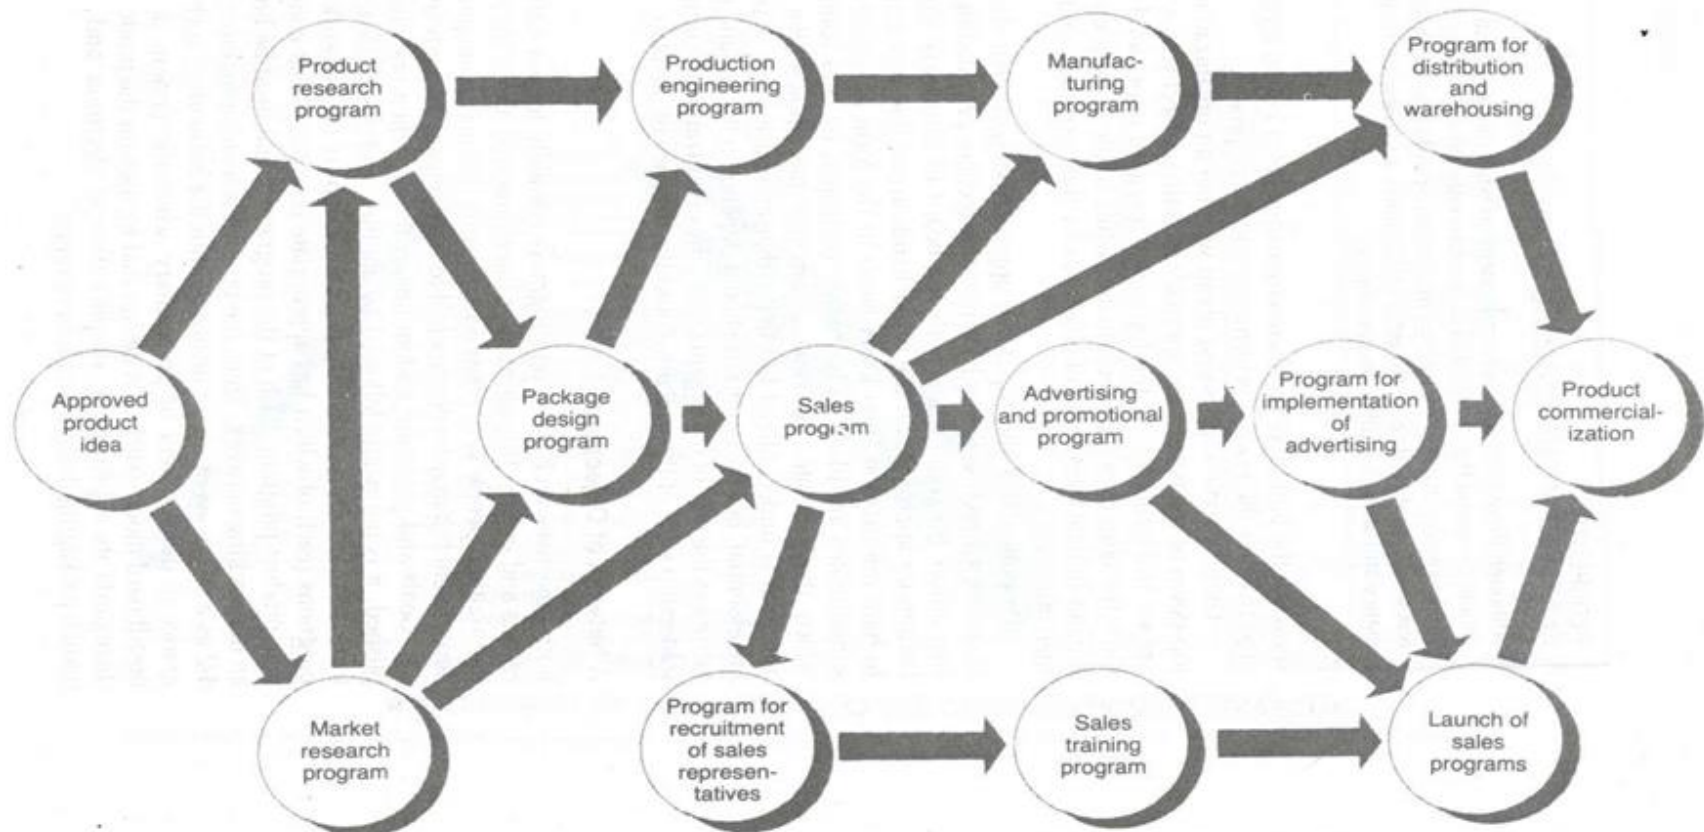 Product
research
program
Production
engineering
program
Manufac-
turing
program
Program for
distribution
and
warehousing
Approved
product
idea
Package
design
program
Sales
program
Advertising
and promotional
program
Program for
implementation
of
advertising
Product
commercial-
ization
Market
research
program
Program for
recruitment
of sales
represen-
tatives
Sales
training
program
Launch of
sales
programs